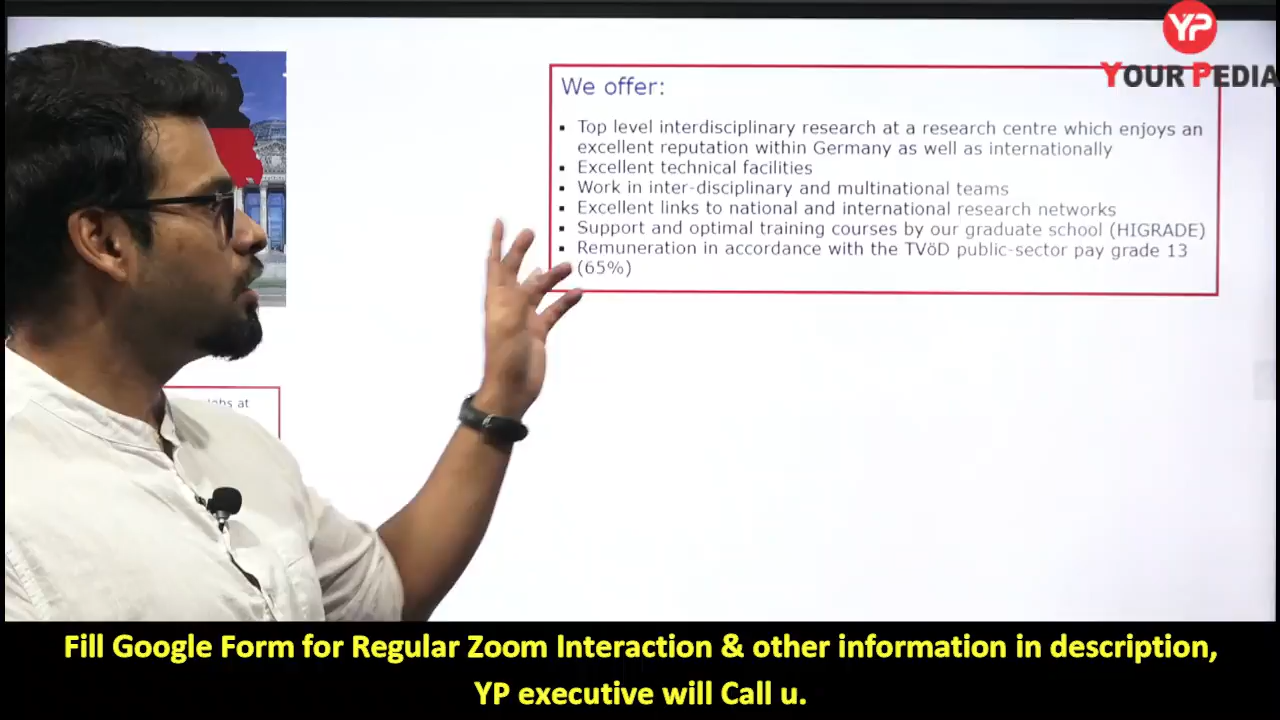 YP
YOUR PEDIA
We offer:
▪ Top level interdisciplinary research at a research centre which enjoys an
excellent reputation within Germany as well as internationally
▪ Excellent technical facilities
▪ Work in inter-disciplinary and multinational teams
▪ Excellent links to national and international research networks
▪ Support and optimal training courses by our graduate school (HIGRADE)
▪ Remuneration in accordance with the TVöD public-sector pay grade 13
(65%)
at
Fill Google Form for Regular Zoom Interaction & other information in description,
YP executive will Call u.